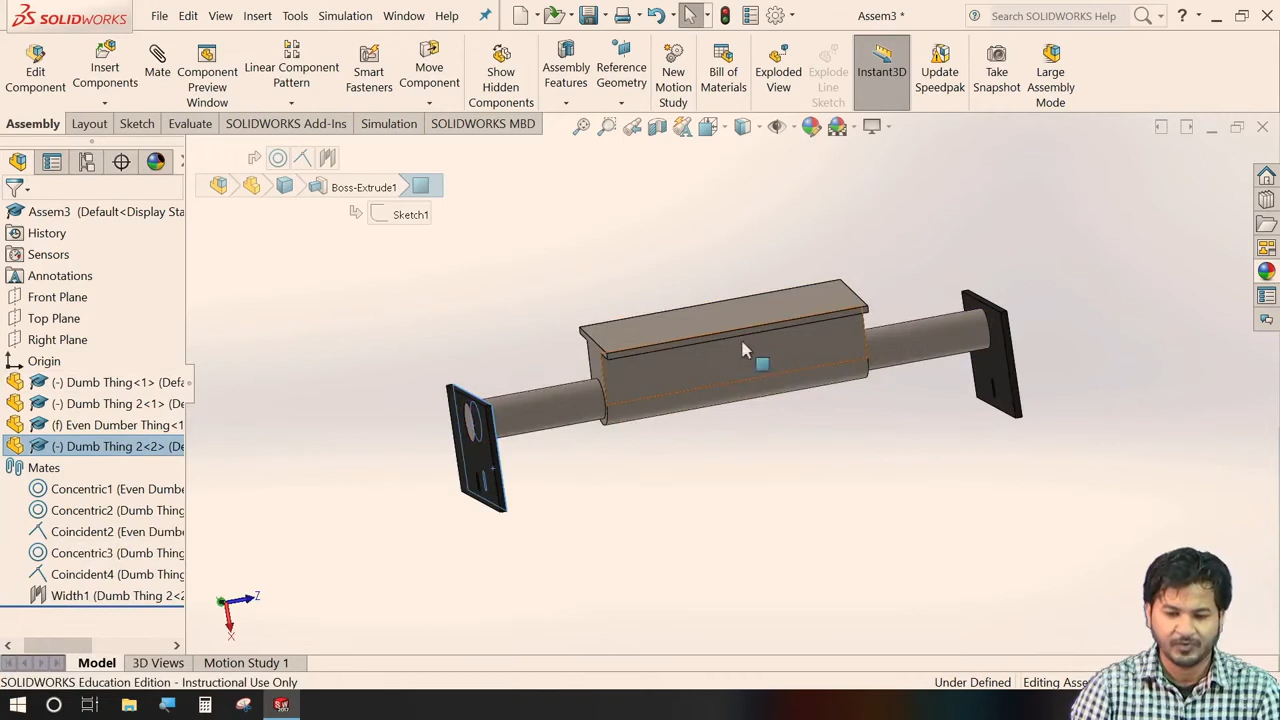 SOLIDWORKS File Edit View Insert Tools Simulation Window Help Assem3 * Search SOLIDWORKS Help ?
Edit Component
Insert Components
Mate
Component Preview Window
Linear Component Pattern
Smart Fasteners
Move Component
Show Hidden Components
Assembly Features
Reference Geometry
New Motion Study
Bill of Materials
Exploded View
Explode Line Sketch
Instant3D
Update Speedpak
Take Snapshot
Large Assembly Mode
Assembly Layout Sketch Evaluate SOLIDWORKS Add-Ins Simulation SOLIDWORKS MBD
Boss-Extrude1
Sketch1
Assem3 (Default<Display Sta
History
Sensors
Annotations
Front Plane
Top Plane
Right Plane
Origin
(-) Dumb Thing<1> (Defa
(-) Dumb Thing 2<1> (De
(f) Even Dumber Thing<1
(-) Dumb Thing 2<2> (De
Mates
Concentric1 (Even Dumbe
Concentric2 (Dumb Thing
Coincident2 (Even Dumbe
Concentric3 (Dumb Thing
Coincident4 (Dumb Thing
Width1 (Dumb Thing 2<2
Z
X
Model 3D Views Motion Study 1
SOLIDWORKS Education Edition - Instructional Use Only Under Defined Editing Asse